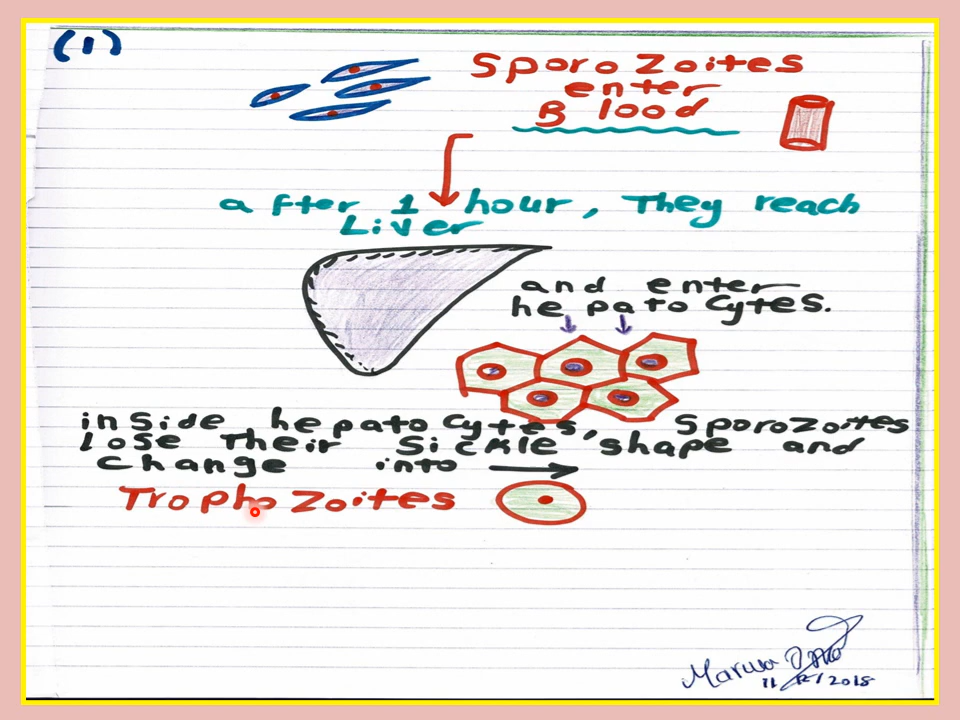 (1)
Sporozoites
enter
Blood
after 1 hour, They reach
Liver
and enter
hepatocytes.
inside hepatocytes, Sporozoites
lose Their Sickle shape and
change into
Trophozoites
Marwa
11/12/2018